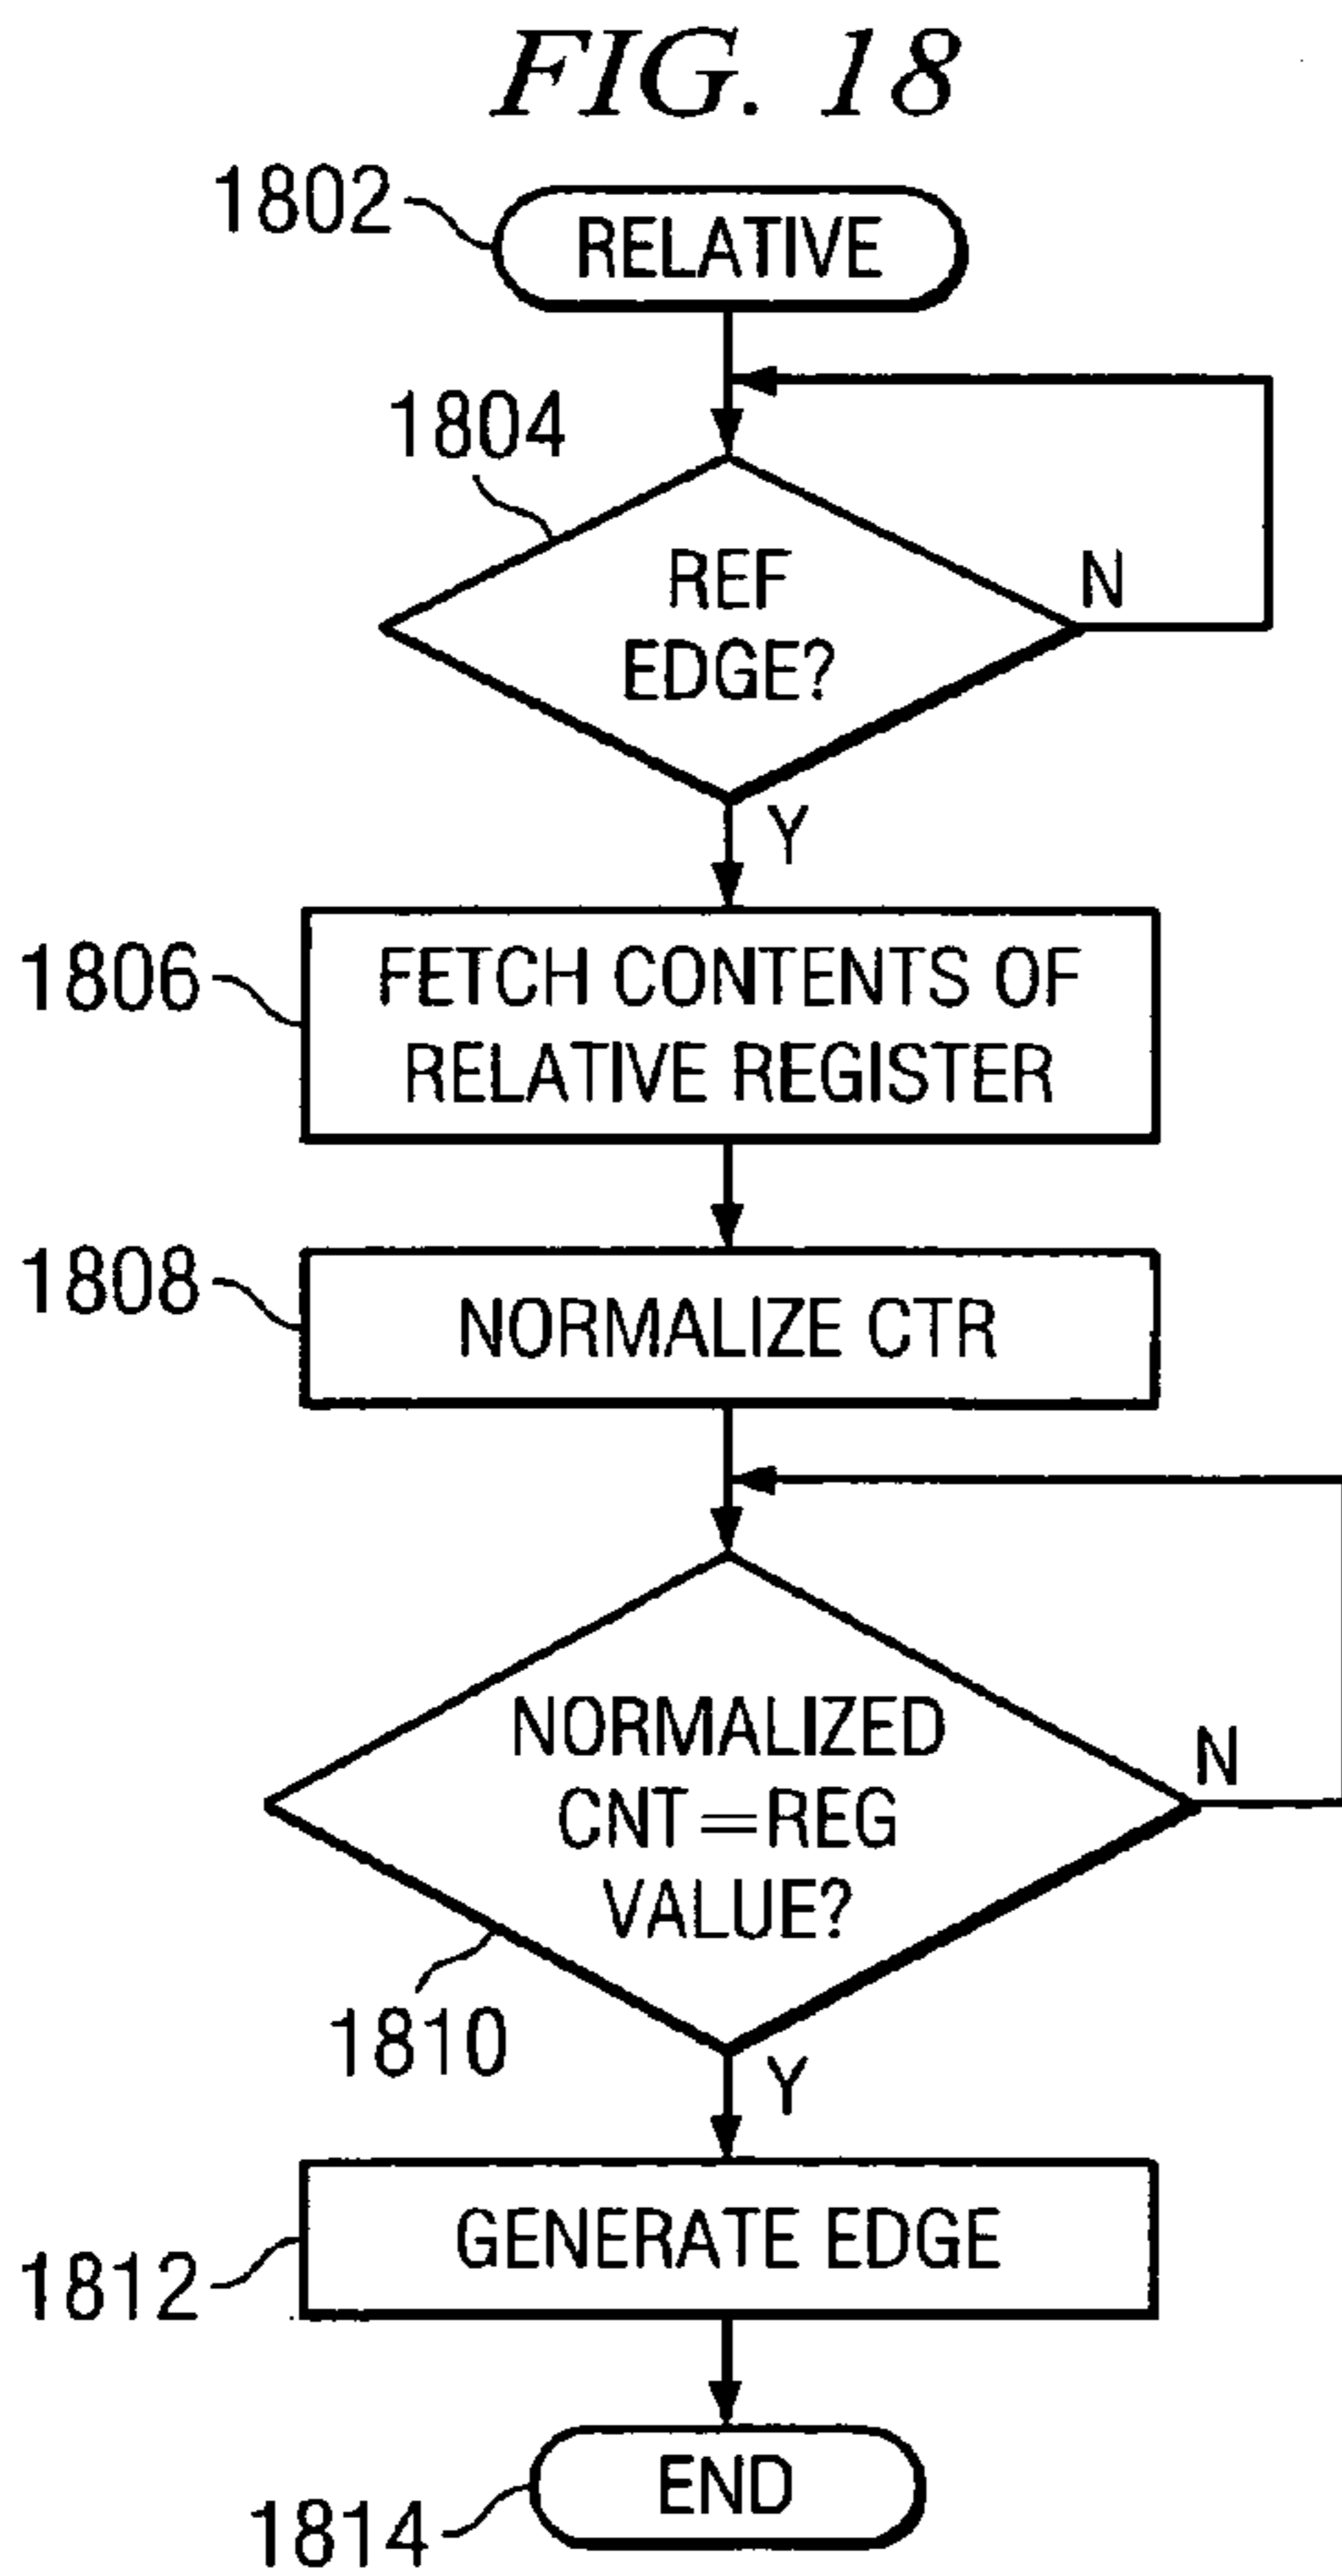 FIG. 18
1802
RELATIVE
1804
REF
EDGE?
N
Y
1806
FETCH CONTENTS OF
RELATIVE REGISTER
1808
NORMALIZE CTR
NORMALIZED
CNT=REG
VALUE?
N
1810
Y
GENERATE EDGE
1812
END
1814